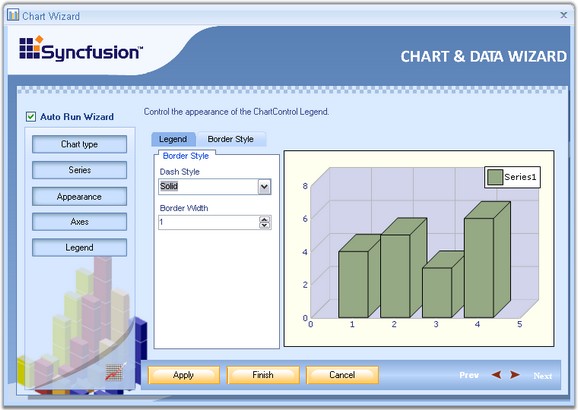 Chart Wizard
Syncfusion™
CHART & DATA WIZARD
Auto Run Wizard
Control the appearance of the ChartControl Legend.
Chart type
Series
Appearance
Axes
Legend
Legend Border Style
Border Style
Dash Style
Solid
Border Width
1
Series1
8
6
4
2
0
0 1 2 3 4 5
Apply Finish Cancel Prev Next